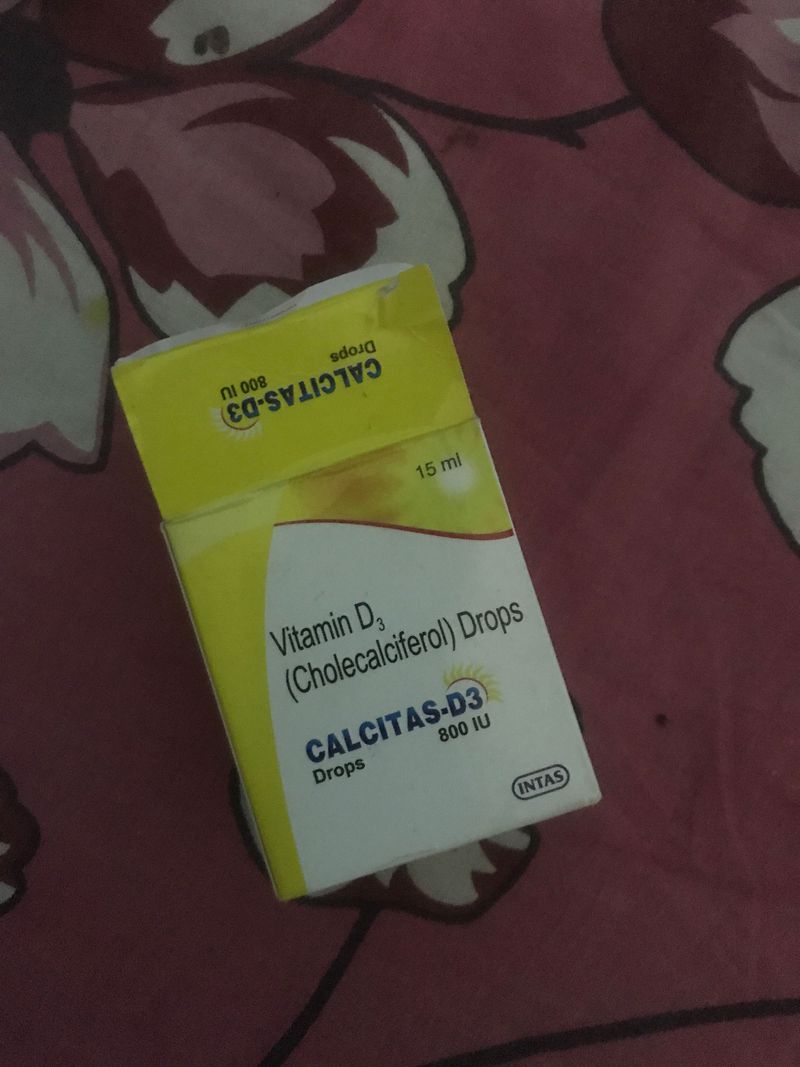 CALCITAS-D3
Drops 800 IU
15 ml
Vitamin D₃
(Cholecalciferol) Drops
CALCITAS-D3
Drops 800 IU
INTAS